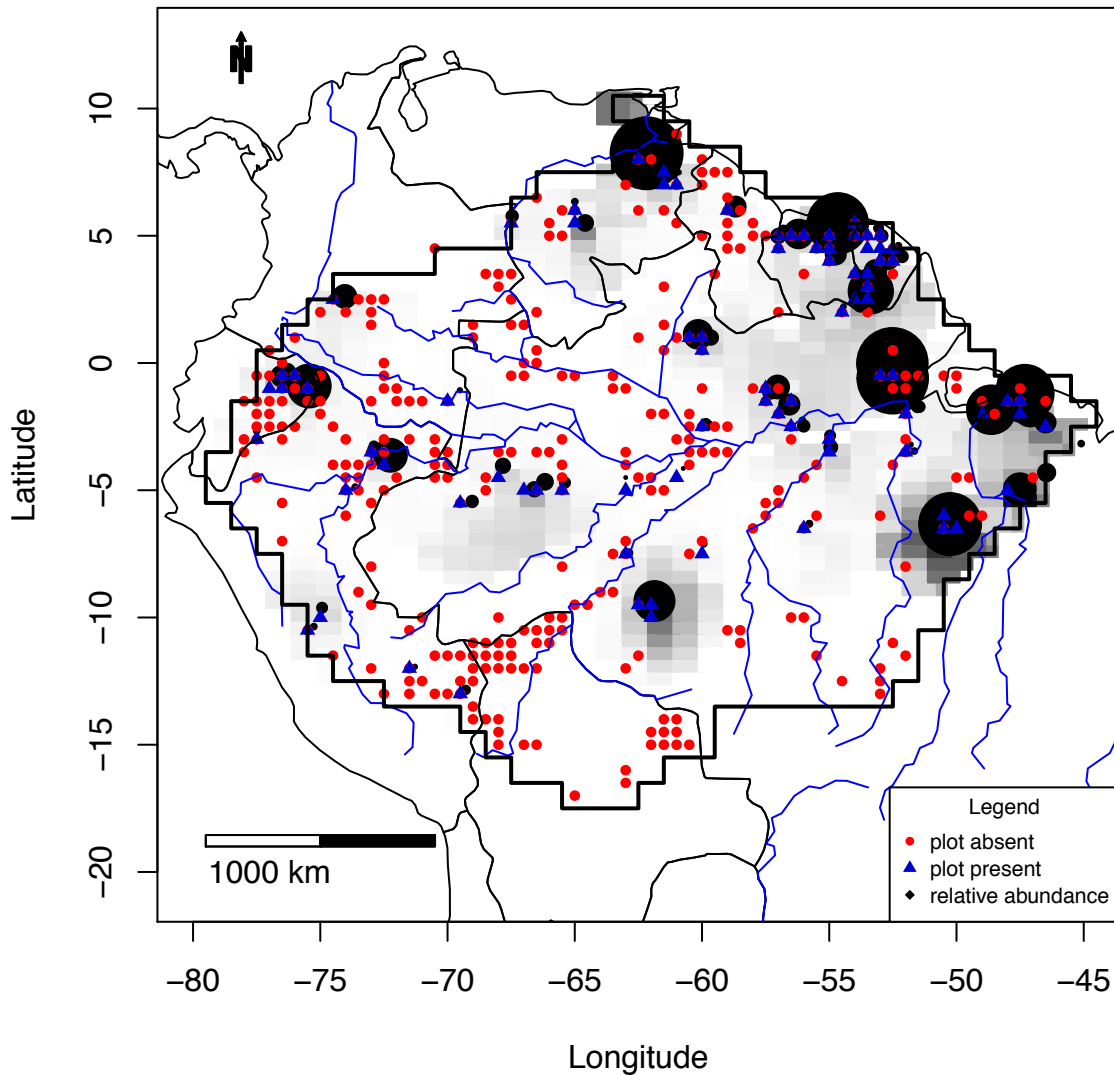 N
10
5
0
−5
−10
−15
−20
Latitude
1000 km
Legend
plot absent
plot present
relative abundance
−80
−75
−70
−65
−60
−55
−50
−45
Longitude